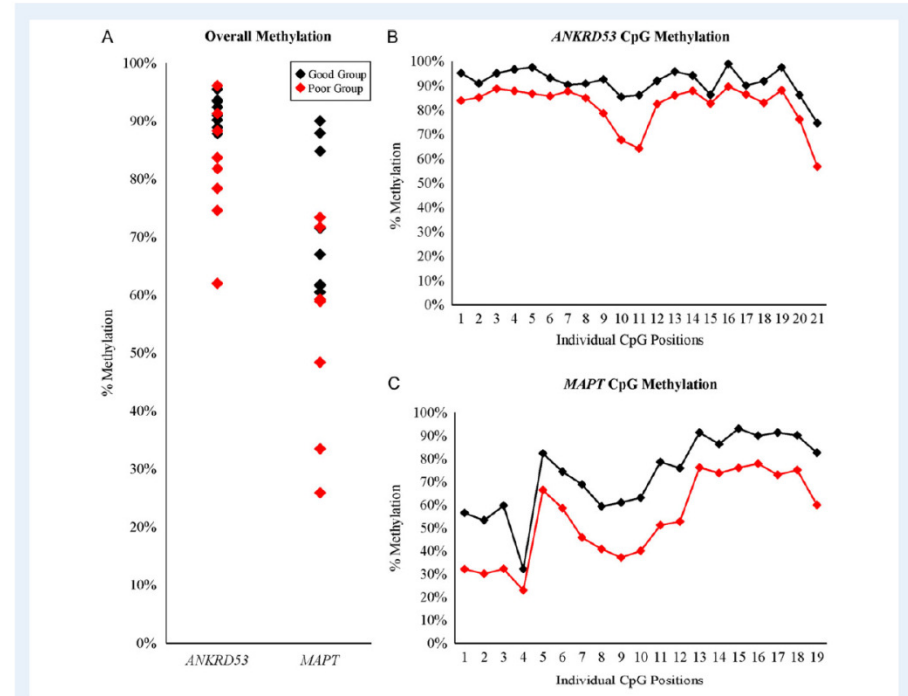 A
Overall Methylation
Good Group
Poor Group
100%
90%
80%
70%
60%
50%
40%
30%
20%
10%
0%
% Methylation
ANKRD53 MAPT
B
ANKRD53 CpG Methylation
100%
90%
80%
70%
60%
50%
40%
30%
20%
10%
0%
% Methylation
1 2 3 4 5 6 7 8 9 10 11 12 13 14 15 16 17 18 19 20 21
Individual CpG Positions
C
MAPT CpG Methylation
100%
90%
80%
70%
60%
50%
40%
30%
20%
10%
0%
% Methylation
1 2 3 4 5 6 7 8 9 10 11 12 13 14 15 16 17 18 19
Individual CpG Positions